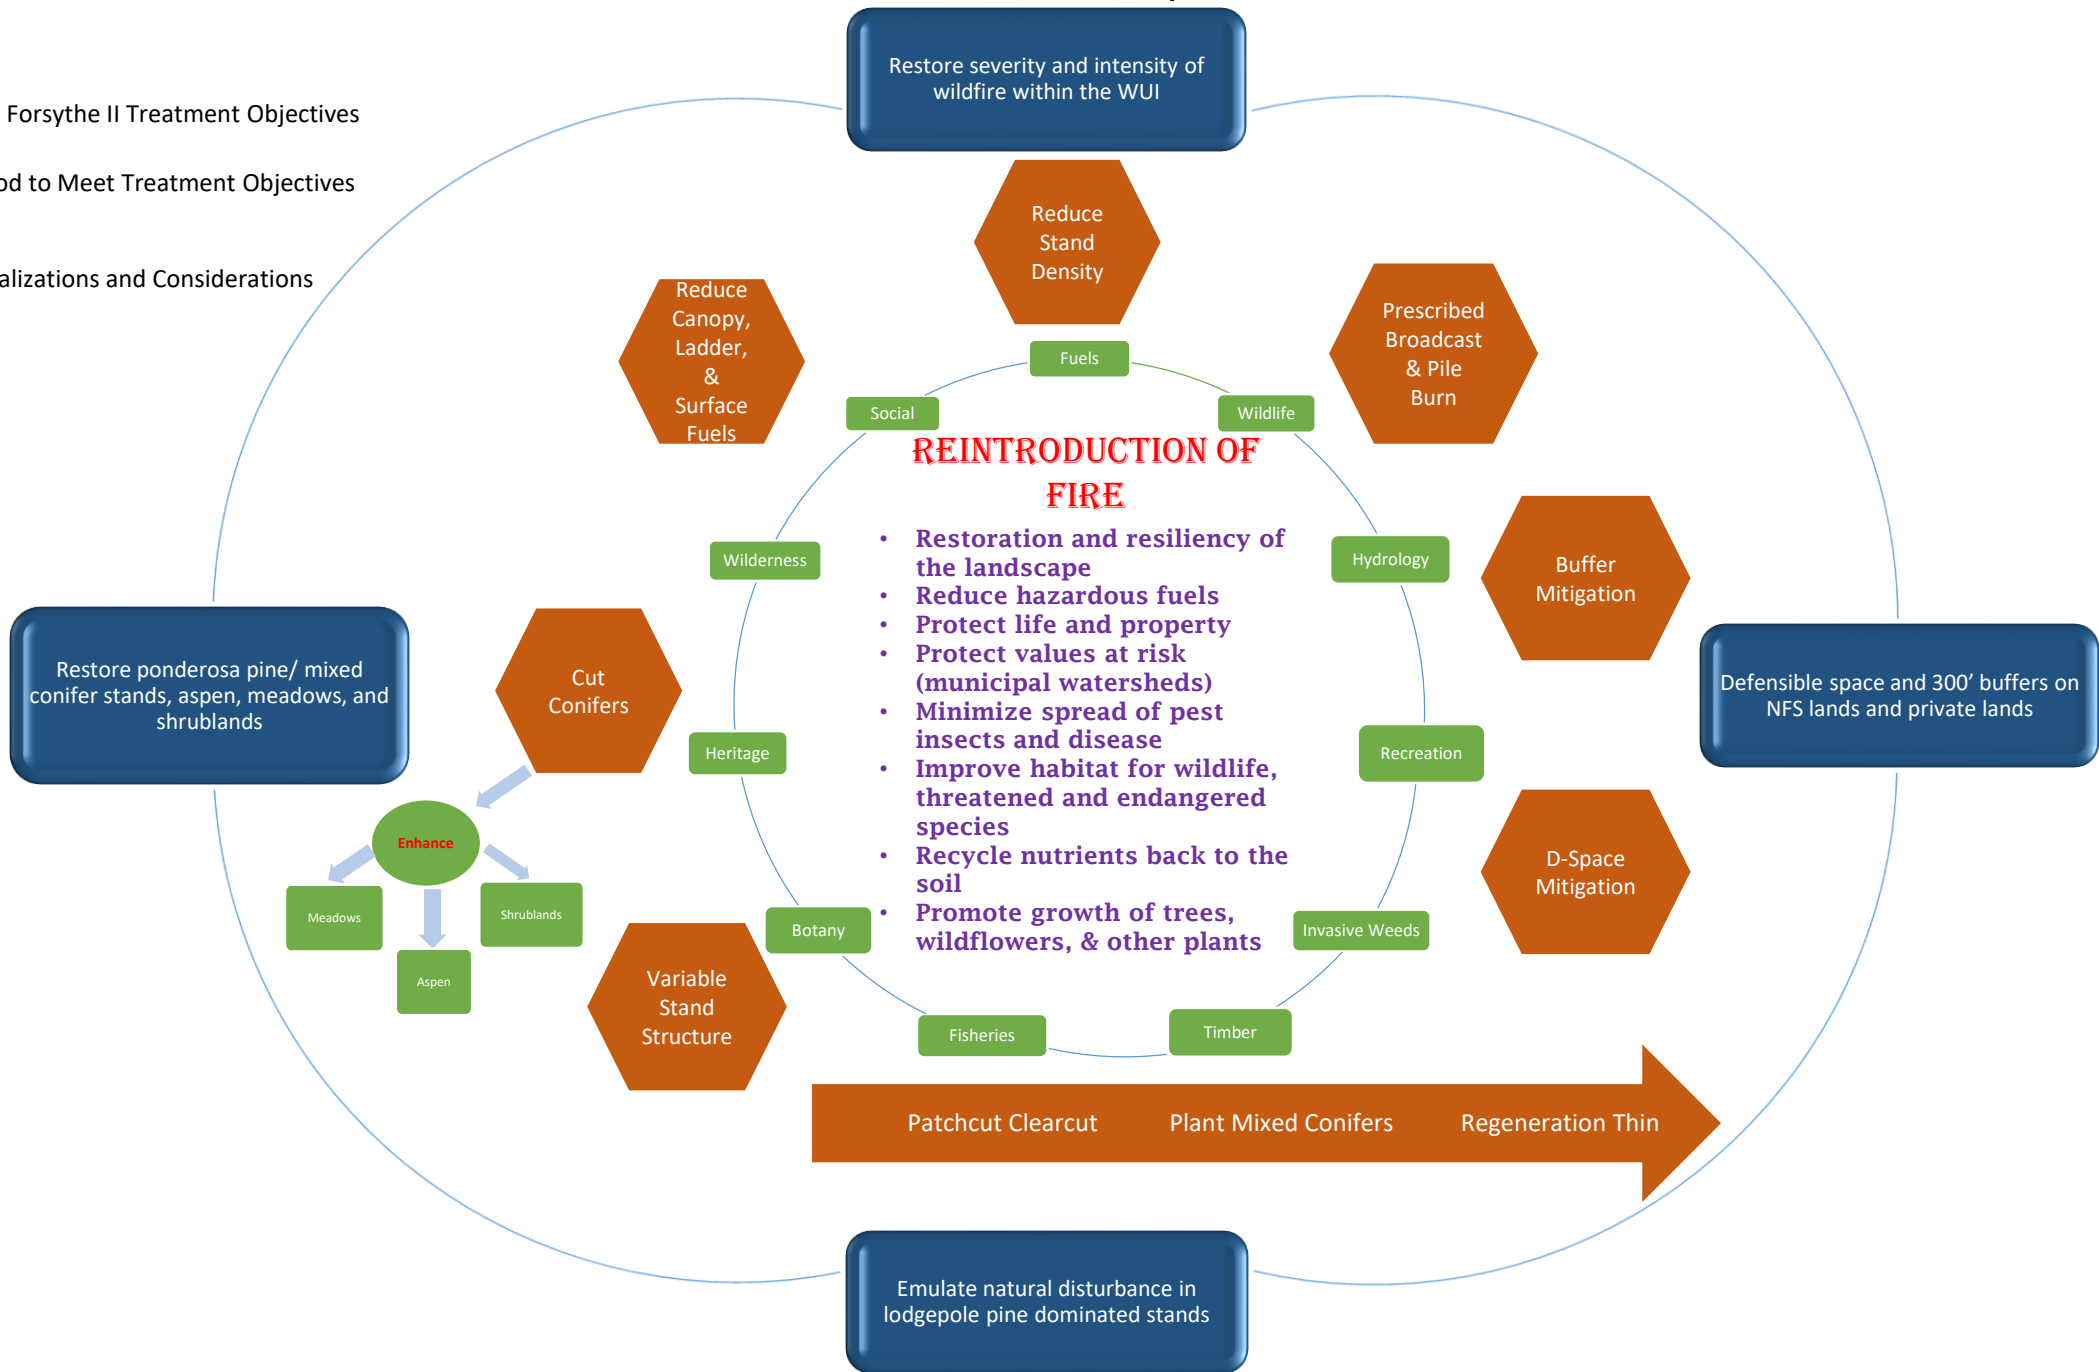 Restore severity and intensity of
wildfire within the WUI
Forsythe II Treatment Objectives
to Meet Treatment Objectives
and Considerations
Reduce
Stand
Density
Reduce
Canopy,
Ladder,
&
Surface
Fuels
Prescribed
Broadcast
& Pile
Burn
Fuels
Social
Wildlife
REINTRODUCTION OF
FIRE
• Restoration and resiliency of
the landscape
• Reduce hazardous fuels
• Protect life and property
• Protect values at risk
(municipal watersheds)
• Minimize spread of pest
insects and disease
• Improve habitat for wildlife,
threatened and endangered
species
• Recycle nutrients back to the
soil
• Promote growth of trees,
wildflowers, & other plants
Wilderness
Hydrology
Buffer
Mitigation
Restore ponderosa pine/ mixed
conifer stands, aspen, meadows, and
shrublands
Cut
Conifers
Heritage
Recreation
Defensible space and 300’ buffers on
NFS lands and private lands
Enhance
Meadows
Aspen
Shrublands
D-Space
Mitigation
Botany
Invasive Weeds
Variable
Stand
Structure
Fisheries
Timber
Patchcut Clearcut Plant Mixed Conifers Regeneration Thin
Emulate natural disturbance in
lodgepole pine dominated stands